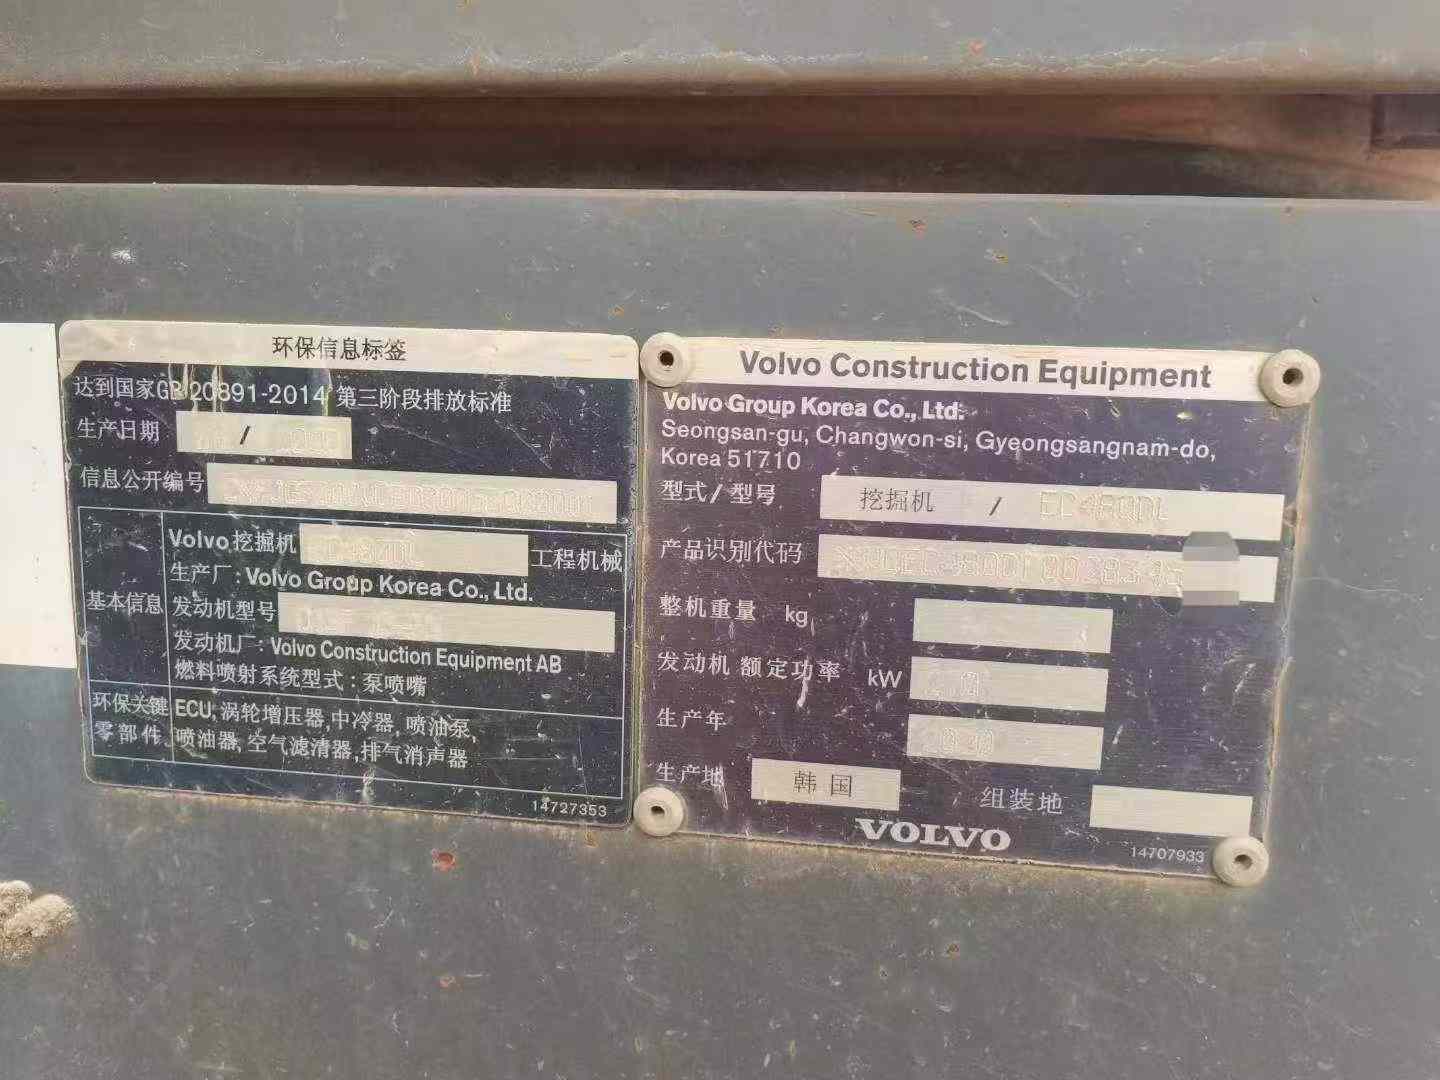 环保信息标签
达到国家GB 20891-2014 第三阶段排放标准
生产日期 /
信息公开编号
基本信息
Volvo挖掘机 工程机械
生产厂: Volvo Group Korea Co., Ltd.
发动机型号
发动机厂: Volvo Construction Equipment AB
燃料喷射系统型式: 泵喷嘴
环保关键
零部件
ECU, 涡轮增压器,中冷器, 喷油泵,
喷油器, 空气滤清器,排气消声器
14727353
Volvo Construction Equipment
Volvo Group Korea Co., Ltd.
Seongsan-gu, Changwon-si, Gyeongsangnam-do,
Korea 51710
型式/型号 挖掘机 / EC480DL
产品识别代码
整机重量 kg
发动机 额定功率 kW
生产年
生产地 韩国 组装地
VOLVO
14707933